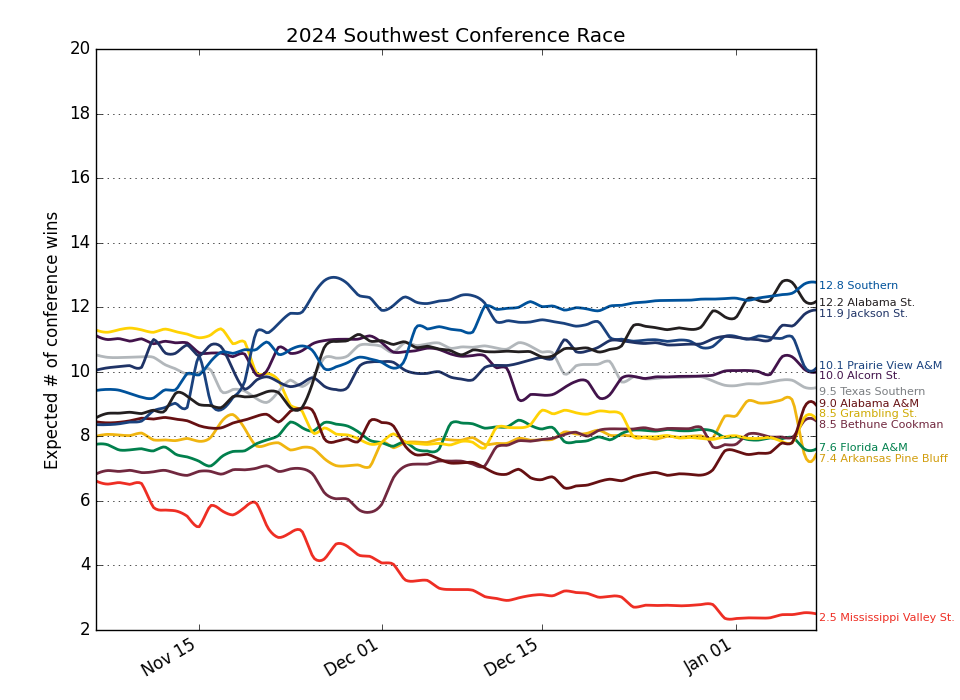 2024 Southwest Conference Race
Expected # of conference wins
20
18
16
14
12
10
8
6
4
2
Nov 15
Dec 01
Dec 15
Jan 01
12.8 Southern
12.2 Alabama St.
11.9 Jackson St.
10.1 Prairie View A&M
10.0 Alcorn St.
9.5 Texas Southern
9.0 Alabama A&M
8.5 Grambling St.
8.5 Bethune Cookman
7.6 Florida A&M
7.4 Arkansas Pine Bluff
2.5 Mississippi Valley St.